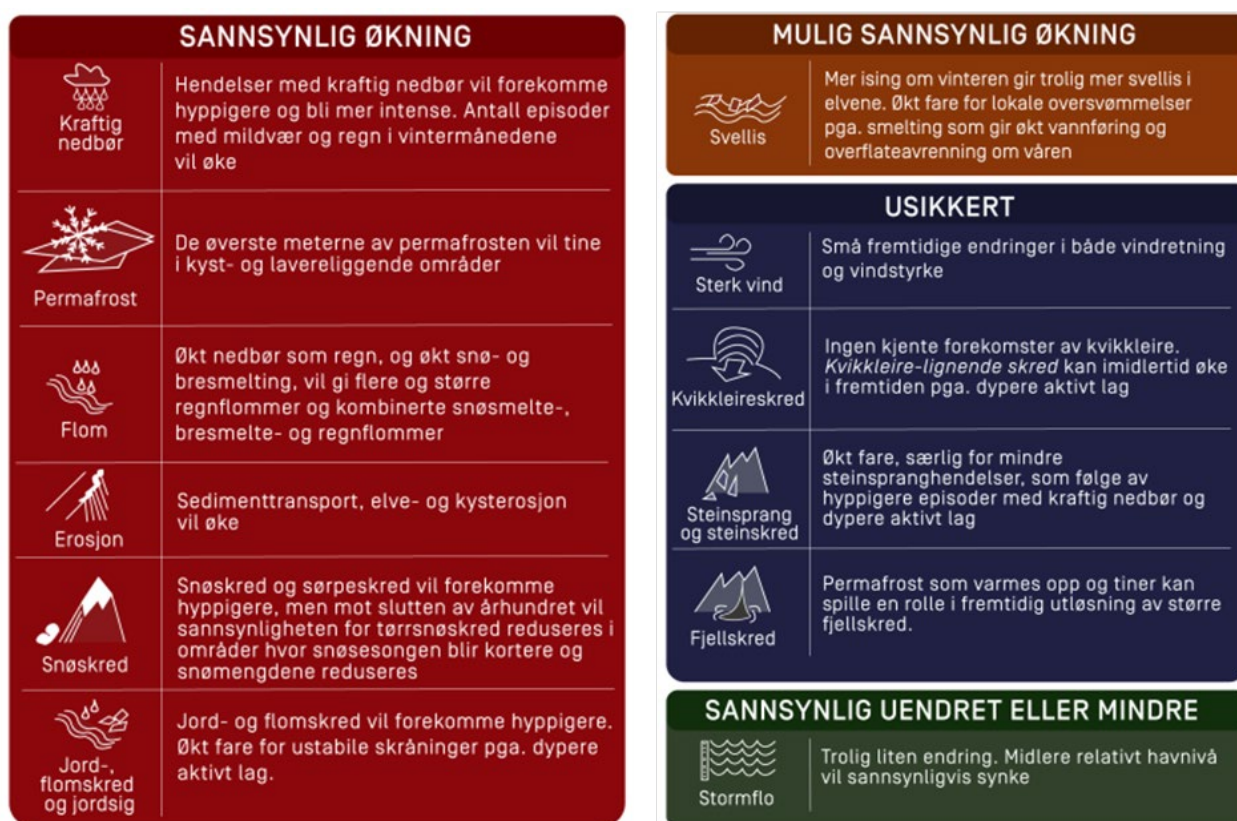 SANNSYNLIG ØKNING
Kraftig
nedbør
Hendelser med kraftig nedbør vil forekomme
hyppigere og bli mer intense. Antall episoder
med mildvær og regn i vintermånedene
vil øke
Permafrost
De øverste meterne av permafrosten vil tine
i kyst- og lavereliggende områder
Flom
Økt nedbør som regn, og økt snø- og
bresmelting, vil gi flere og større
regnflommer og kombinerte snøsmelte-,
bresmelte- og regnflommer
Erosjon
Sedimenttransport, elve- og kysterosjon
vil øke
Snøskred
Snøskred og sørpeskred vil forekomme
hyppigere, men mot slutten av århundret vil
sannsynligheten for tørrsnøskred reduseres i
områder hvor snøsesongen blir kortere og
snømengdene reduseres
Jord-,
flomskred
og jordsig
Jord- og flomskred vil forekomme hyppigere.
Økt fare for ustabile skråninger pga. dypere
aktivt lag.
MULIG SANNSYNLIG ØKNING
Svellis
Mer ising om vinteren gir trolig mer svellis i
elvene. Økt fare for lokale oversvømmelser
pga. smelting som gir økt vannføring og
overflateavrenning om våren
USIKKERT
Sterk vind
Små fremtidige endringer i både vindretning
og vindstyrke
Kvikkleireskred
Ingen kjente forekomster av kvikkleire.
Kvikkleire-lignende skred kan imidlertid øke
i fremtiden pga. dypere aktivt lag
Steinsprang
og steinskred
Økt fare, særlig for mindre
steinspranghendelser, som følge av
hyppigere episoder med kraftig nedbør og
dypere aktivt lag
Fjellskred
Permafrost som varmes opp og tiner kan
spille en rolle i fremtidig utløsning av større
fjellskred.
SANNSYNLIG UENDRET ELLER MINDRE
Stormflo
Trolig liten endring. Midlere relativt havnivå
vil sannsynligvis synke